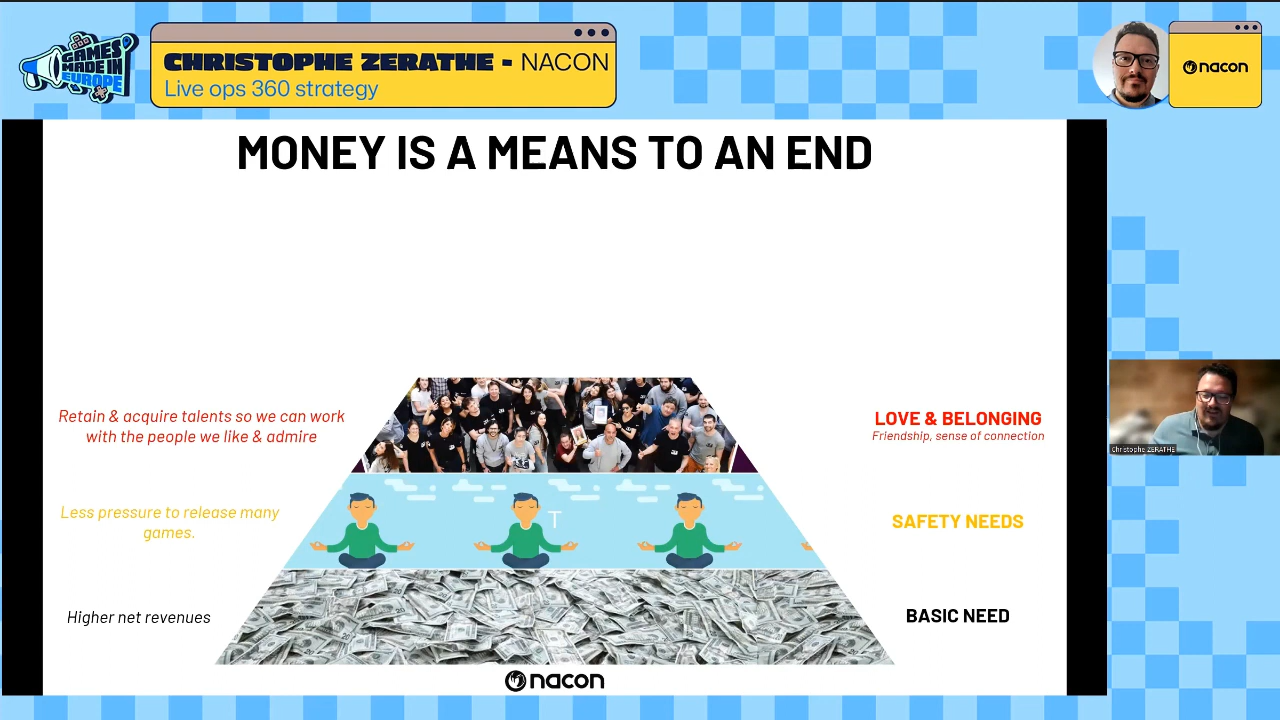 GAMES
MADE IN
EUROPE
CHRISTOPHE ZERATHE - NACON
Live ops 360 strategy
nacon
MONEY IS A MEANS TO AN END
Retain & acquire talents so we can work
with the people we like & admire
LOVE & BELONGING
Friendship, sense of connection
Less pressure to release many
games.
T
SAFETY NEEDS
Higher net revenues
BASIC NEED
nacon
Christophe ZERATHE